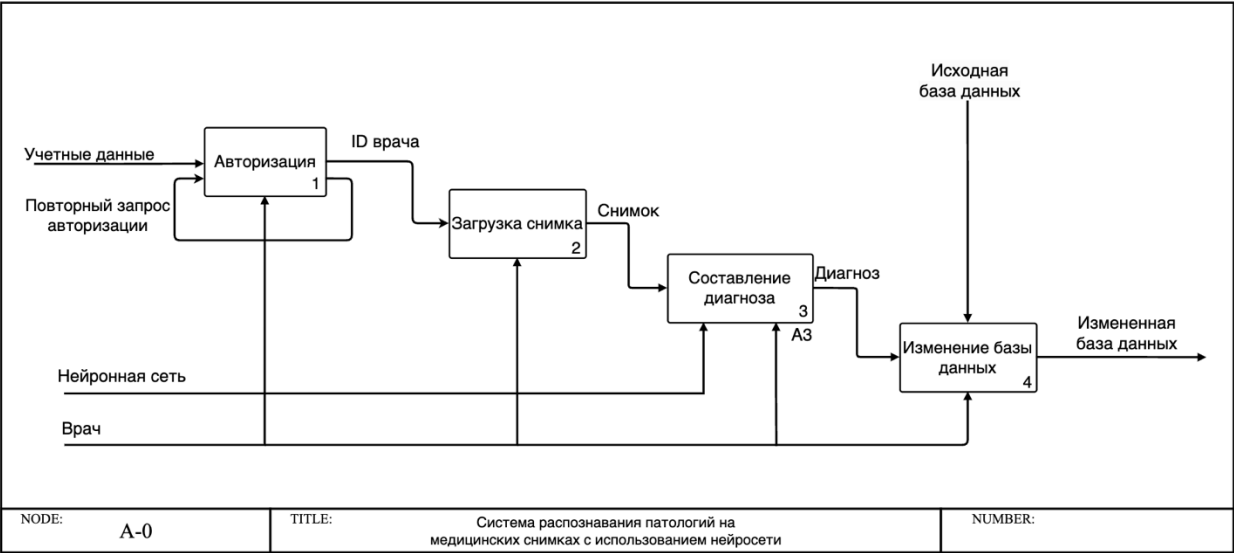 Исходная
база данных
Учетные данные
Авторизация
1
ID врача
Повторный запрос
авторизации
Загрузка снимка
2
Снимок
Составление
диагноза
3
A3
Диагноз
Изменение базы
данных
4
Измененная
база данных
Нейронная сеть
Врач
NODE:
A-0
TITLE:
Система распознавания патологий на
медицинских снимках с использованием нейросети
NUMBER: